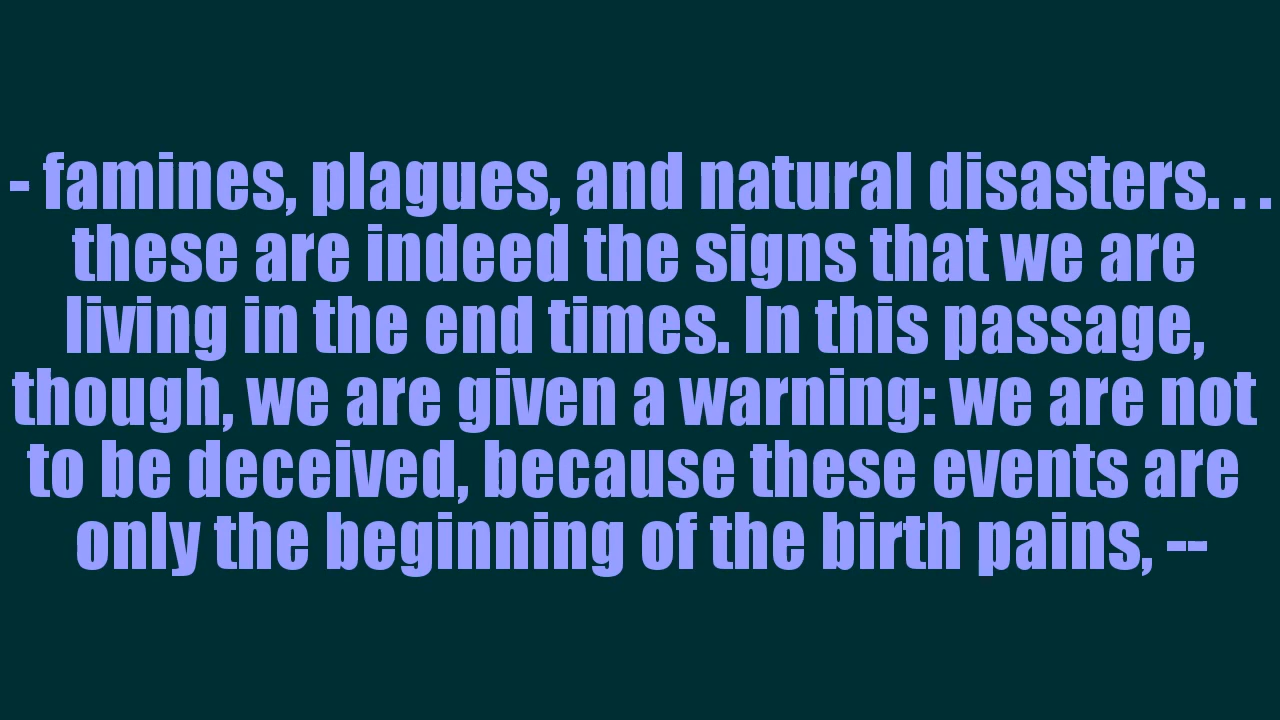 - famines, plagues, and natural disasters. . .
these are indeed the signs that we are
living in the end times. In this passage,
though, we are given a warning: we are not
to be deceived, because these events are
only the beginning of the birth pains, --